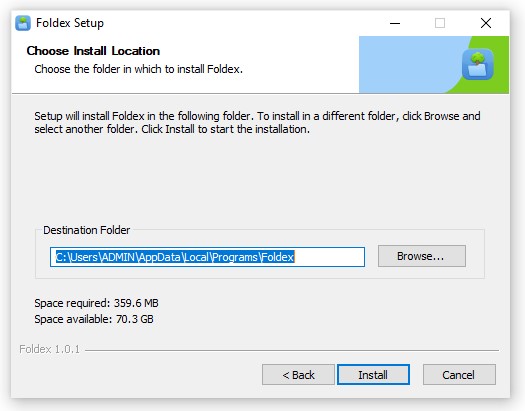 Foldex Setup
Choose Install Location
Choose the folder in which to install Foldex.
Setup will install Foldex in the following folder. To install in a different folder, click Browse and
select another folder. Click Install to start the installation.
Destination Folder
C:\Users\ADMIN\AppData\Local\Programs\Foldex
Browse...
Space required: 359.6 MB
Space available: 70.3 GB
Foldex 1.0.1
< Back
Install
Cancel